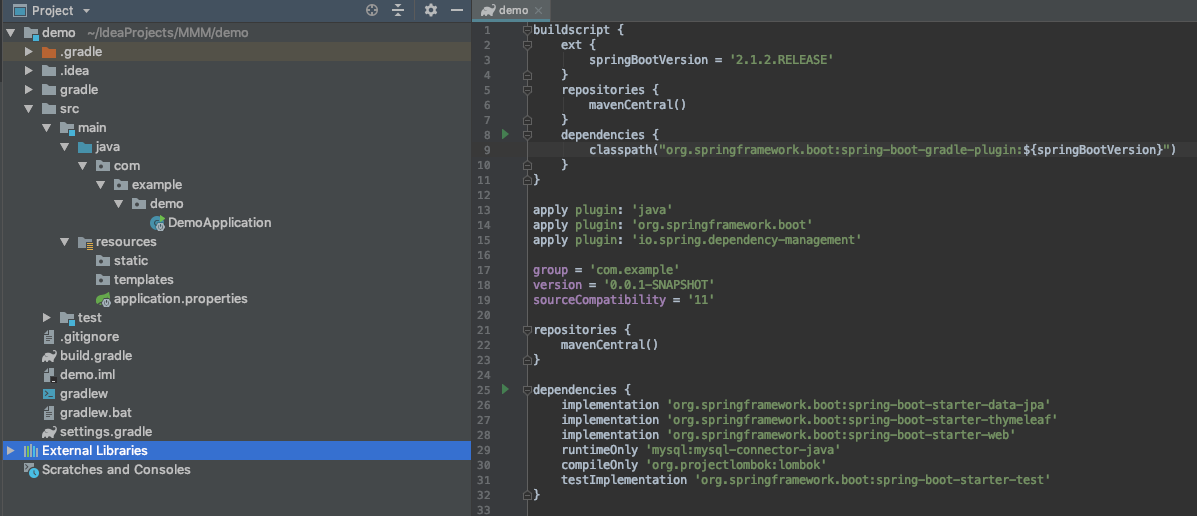 Project
demo ~/IdeaProjects/MMM/demo
.gradle
.idea
gradle
src
main
java
com
example
demo
DemoApplication
resources
static
templates
application.properties
test
.gitignore
build.gradle
demo.iml
gradlew
gradlew.bat
settings.gradle
External Libraries
Scratches and Consoles
demo
1 buildscript {
2 ext {
3 springBootVersion = '2.1.2.RELEASE'
4 }
5 repositories {
6 mavenCentral()
7 }
8 dependencies {
9 classpath("org.springframework.boot:spring-boot-gradle-plugin:${springBootVersion}")
10 }
11 }
12
13 apply plugin: 'java'
14 apply plugin: 'org.springframework.boot'
15 apply plugin: 'io.spring.dependency-management'
16
17 group = 'com.example'
18 version = '0.0.1-SNAPSHOT'
19 sourceCompatibility = '11'
20
21 repositories {
22 mavenCentral()
23 }
24
25 dependencies {
26 implementation 'org.springframework.boot:spring-boot-starter-data-jpa'
27 implementation 'org.springframework.boot:spring-boot-starter-thymeleaf'
28 implementation 'org.springframework.boot:spring-boot-starter-web'
29 runtimeOnly 'mysql:mysql-connector-java'
30 compileOnly 'org.projectlombok:lombok'
31 testImplementation 'org.springframework.boot:spring-boot-starter-test'
32 }
33